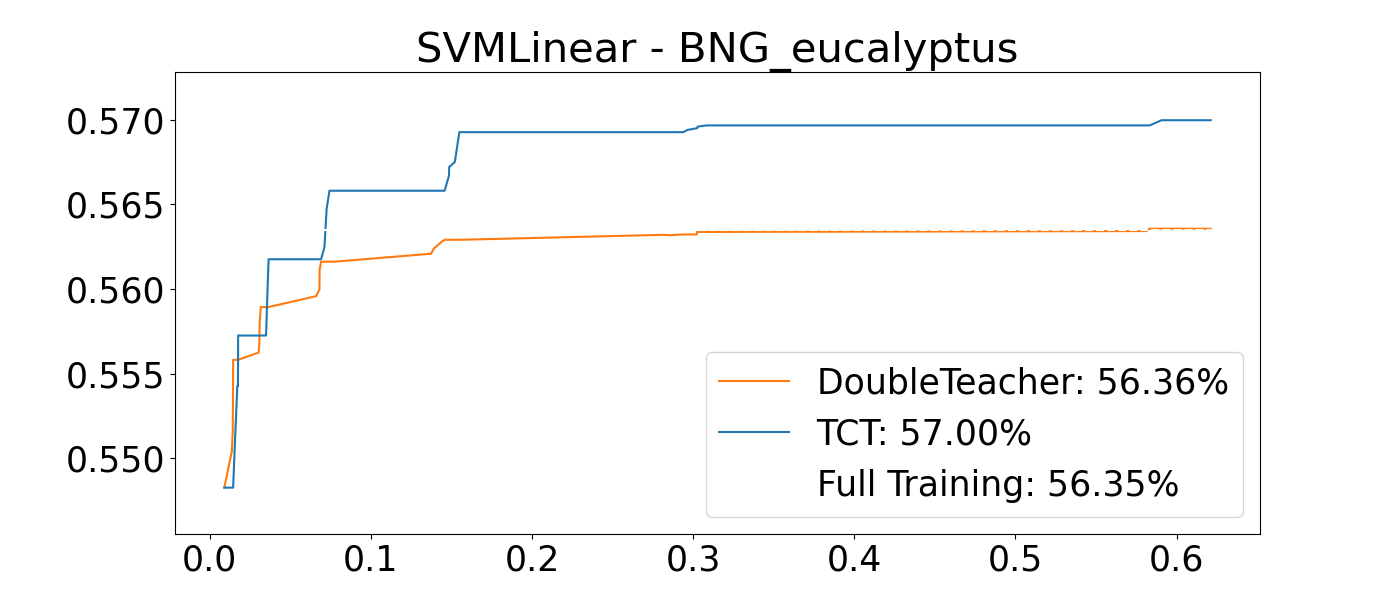 SVMLinear - BNG_eucalyptus
0.570
0.565
0.560
0.555
0.550
DoubleTeacher: 56.36%
TCT: 57.00%
Full Training: 56.35%
0.0 0.1 0.2 0.3 0.4 0.5 0.6